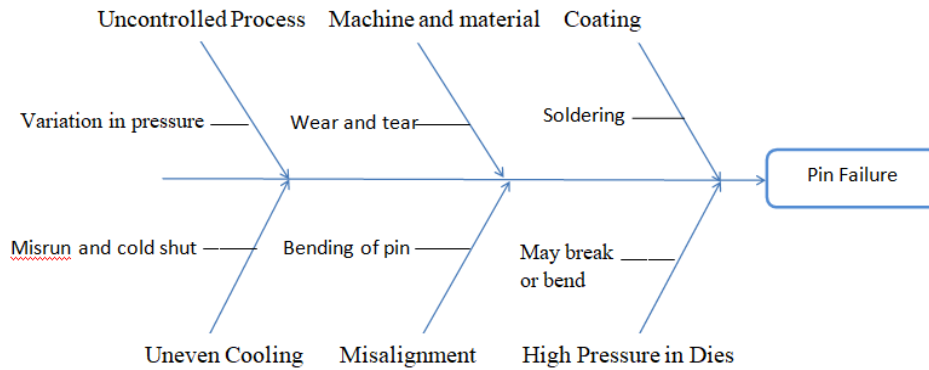 Uncontrolled Process
Machine and material
Coating
Variation in pressure
Wear and tear
Soldering
Pin Failure
Misrun and cold shut
Bending of pin
May break
or bend
Uneven Cooling
Misalignment
High Pressure in Dies